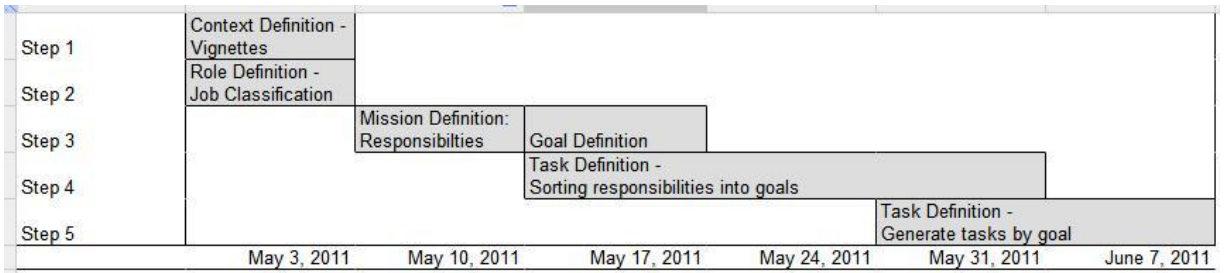 Step 1
Context Definition -
Vignettes
Step 2
Role Definition -
Job Classification
Step 3
Mission Definition:
Responsibilties
Goal Definition
Step 4
Task Definition -
Sorting responsibilities into goals
Step 5
Task Definition -
Generate tasks by goal
May 3, 2011 May 10, 2011 May 17, 2011 May 24, 2011 May 31, 2011 June 7, 2011